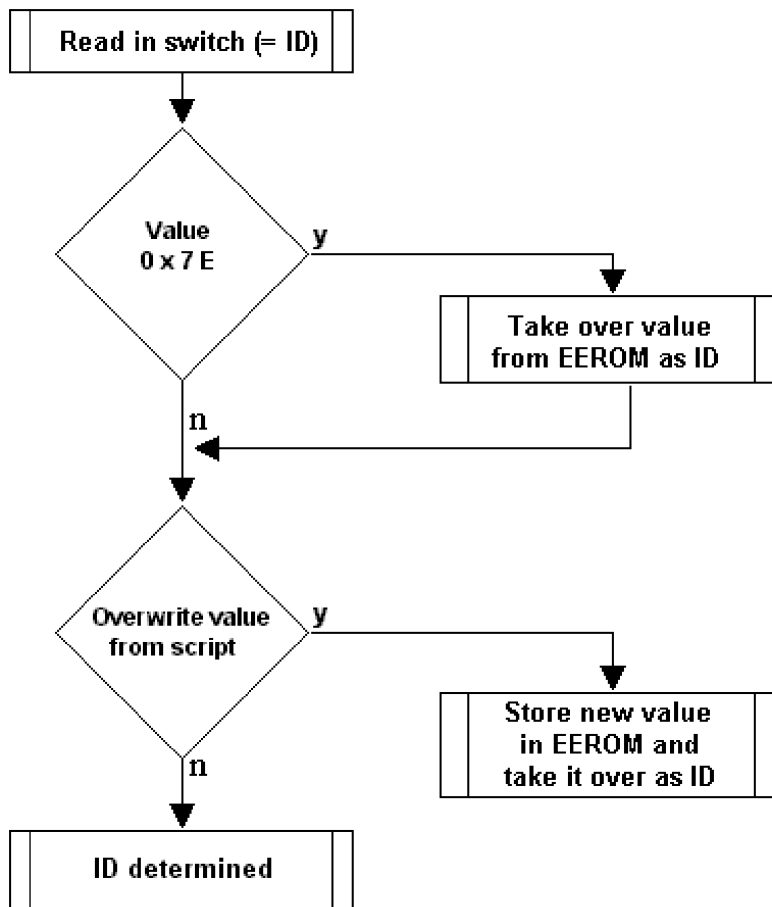 Read in switch (= ID)
Value
0 x 7 E
y
Take over value
from EEROM as ID
n
Overwrite value
from script
y
Store new value
in EEROM and
take it over as ID
n
ID determined